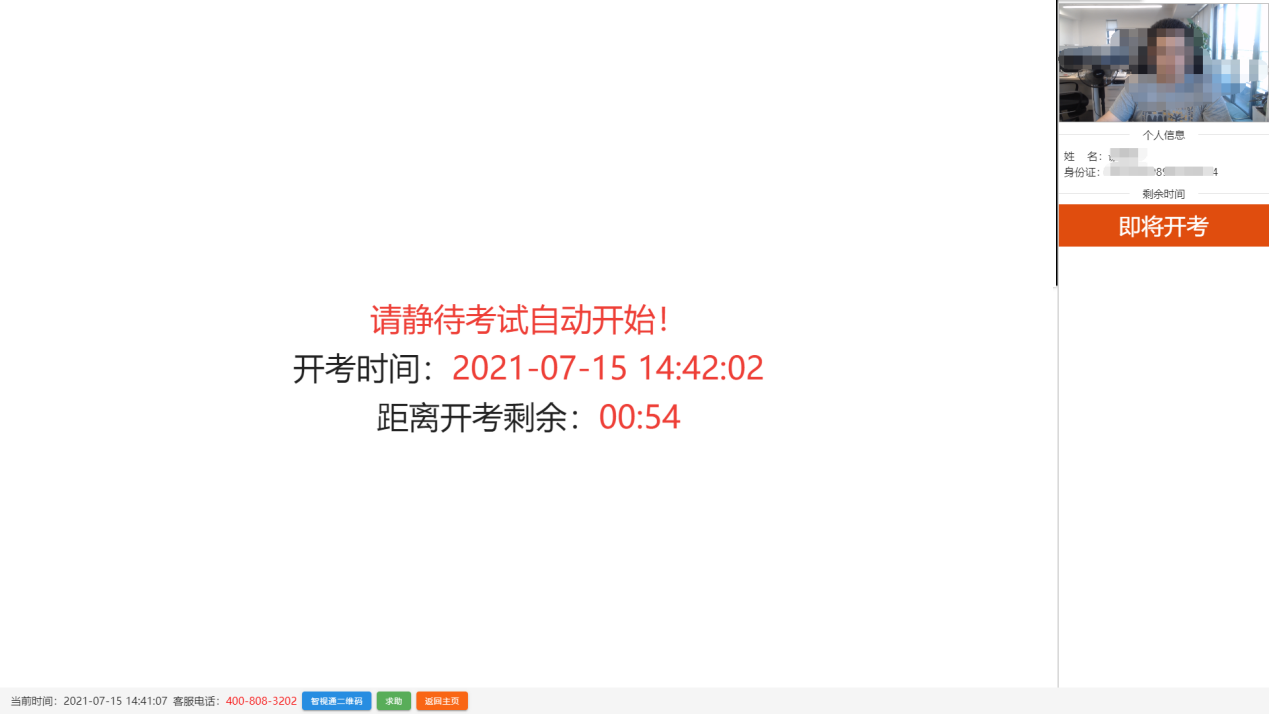 请静待考试自动开始!
开考时间：2021-07-15 14:42:02
距离开考剩余：00:54
个人信息
姓 名：
身份证：
剩余时间
即将开考
当前时间：2021-07-15 14:41:07 客服电话：400-808-3202 智视通二维码 求助 返回主页